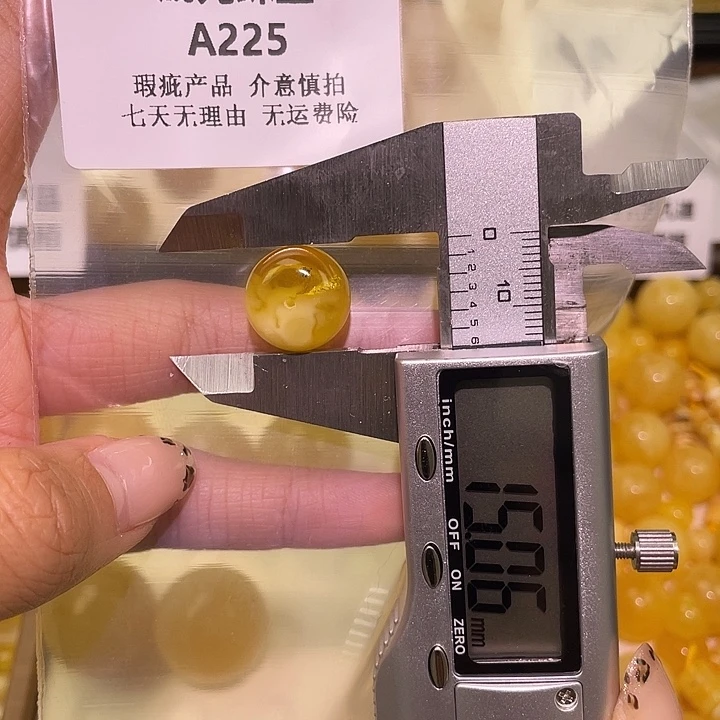 A225
瑕疵产品 介意慎拍
七天无理由 无运费险
0
1 2 3 4 5 6
10
inch/mm
OFF ON
ZERO
15.06 mm